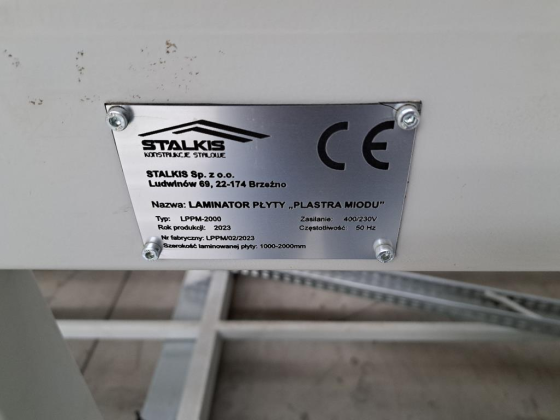 STALKIS
KONSTRUKCJE STALOWE
CE
STALKIS Sp. z o.o.
Ludwinów 69, 22-174 Brzeźno
Nazwa: LAMINATOR PŁYTY „PLASTRA MIODU"
Typ: LPPM-2000 Zasilanie: 400/230V
Rok produkcji: 2023 Częstotliwość: 50 Hz
Nr fabryczny: LPPM/02/2023
Szerokość laminowanej płyty: 1000-2000mm